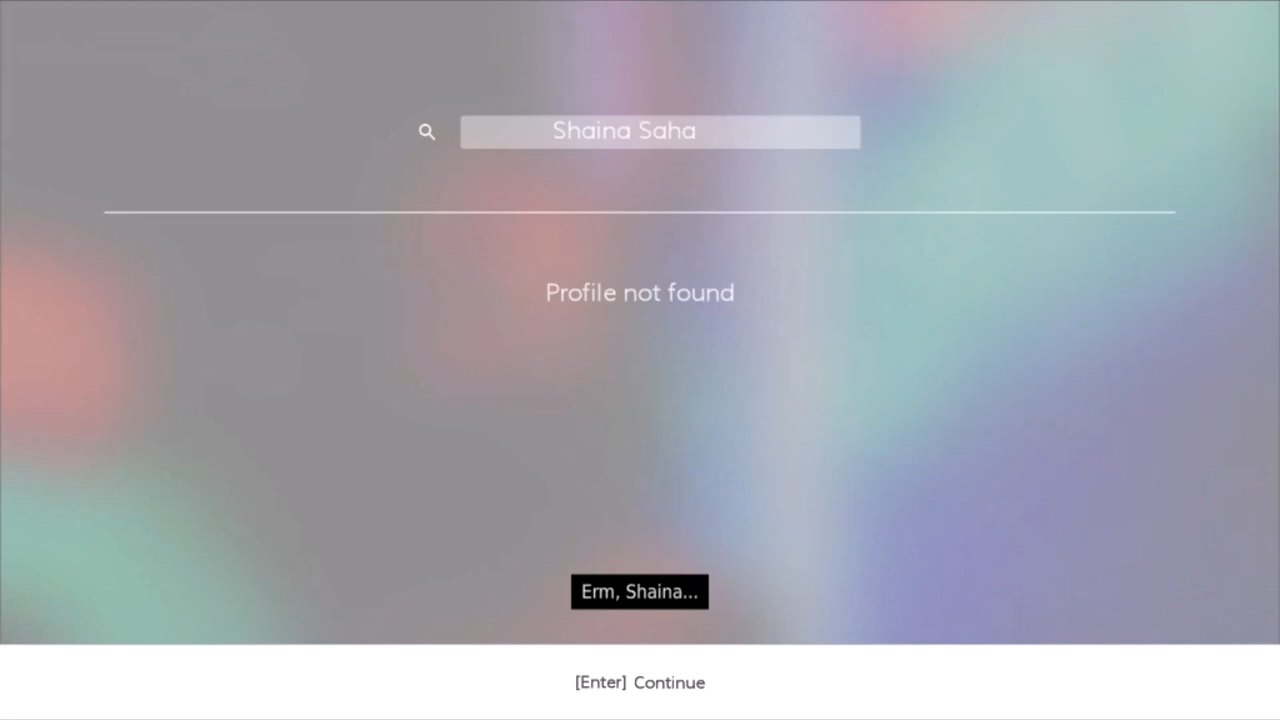 Shaina Saha
Profile not found
Erm, Shaina...
[Enter] Continue